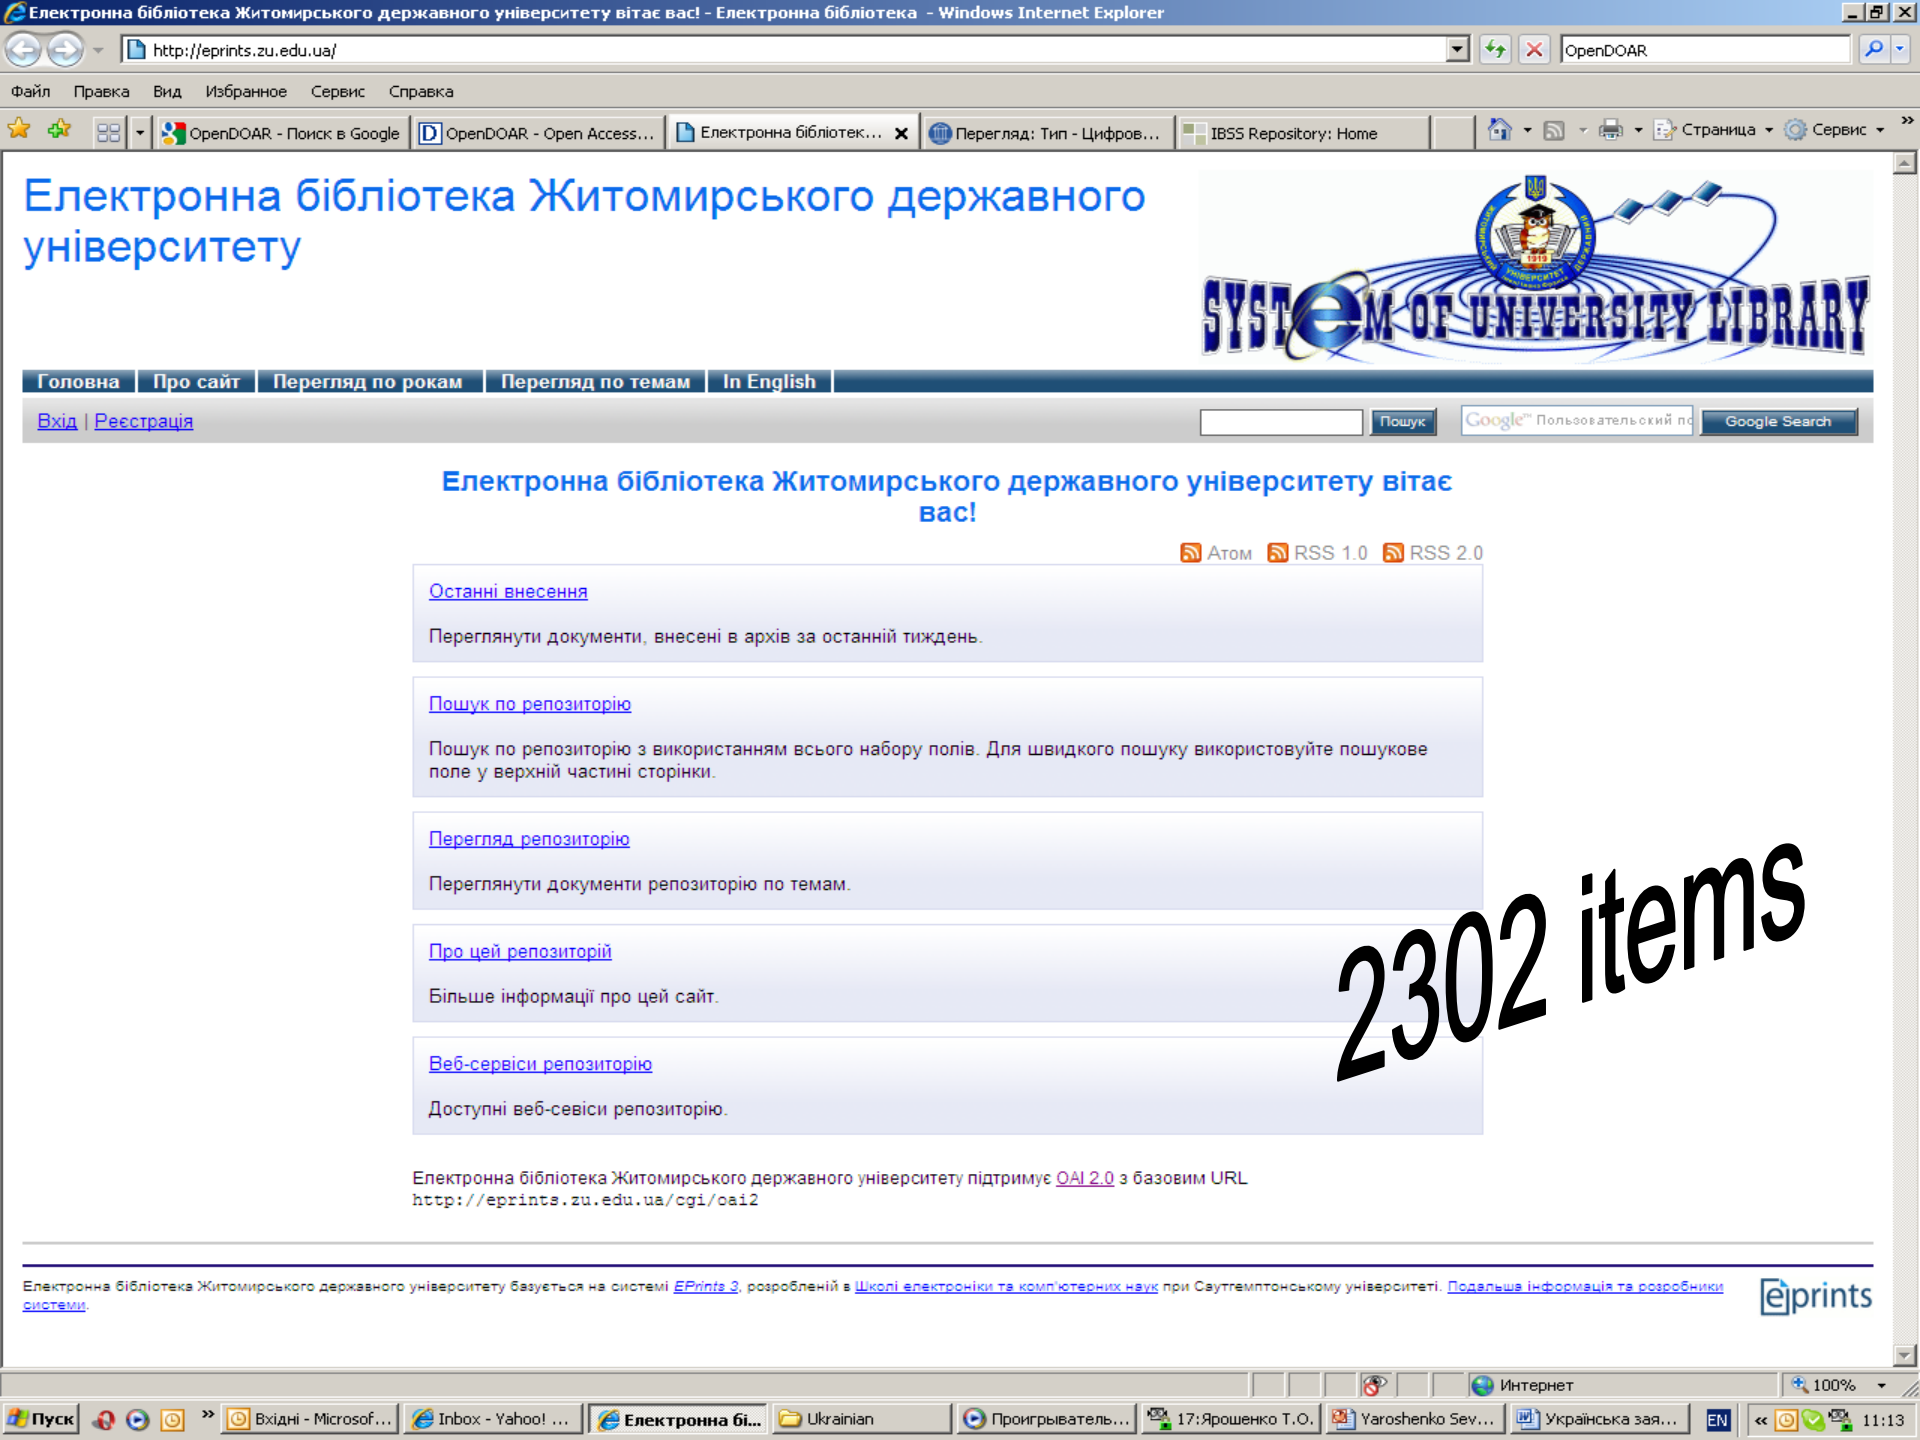 Електронна бібліотека Житомирського державного університету вітає вас! - Електронна бібліотека - Windows Internet Explorer
http://eprints.zu.edu.ua/
OpenDOAR
Файл Правка Вид Избранное Сервис Справка
OpenDOAR - Поиск в Google
OpenDOAR - Open Access...
Електронна бібліотек...
Перегляд: Тип - Цифров...
IBSS Repository: Home
Страница
Сервис
»
Електронна бібліотека Житомирського державного
університету
1919
SYSTeM OF UNIVERSITY LIBRARY
Головна
Про сайт
Перегляд по рокам
Перегляд по темам
In English
Вхід | Реєстрація
Пошук
Google™ Пользовательский по
Google Search
Електронна бібліотека Житомирського державного університету вітає
вас!
Атом RSS 1.0 RSS 2.0
Останні внесення
Переглянути документи, внесені в архів за останній тиждень.
Пошук по репозиторію
Пошук по репозиторію з використанням всього набору полів. Для швидкого пошуку використовуйте пошукове
поле у верхній частині сторінки.
Перегляд репозиторію
Переглянути документи репозиторію по темам.
2302 items
Про цей репозиторій
Більше інформації про цей сайт.
Веб-сервіси репозиторію
Доступні веб-севіси репозиторію.
Електронна бібліотека Житомирського державного університету підтримує OAI 2.0 з базовим URL
http://eprints.zu.edu.ua/cgi/oai2
Електронна бібліотека Житомирського державного університету базується на системі EPrints 3, розробленій в Школі електроніки та комп'ютерних наук при Саутгемптонському університеті. Подальша інформація та розробники
системи.
eprints
Интернет
100%
Пуск
»
Вхідні - Microsof...
Inbox - Yahoo! ...
Електронна бі...
Ukrainian
Проигрыватель...
17:Ярошенко Т.О.
Yaroshenko Sev...
Українська зая...
EN
«
11:13